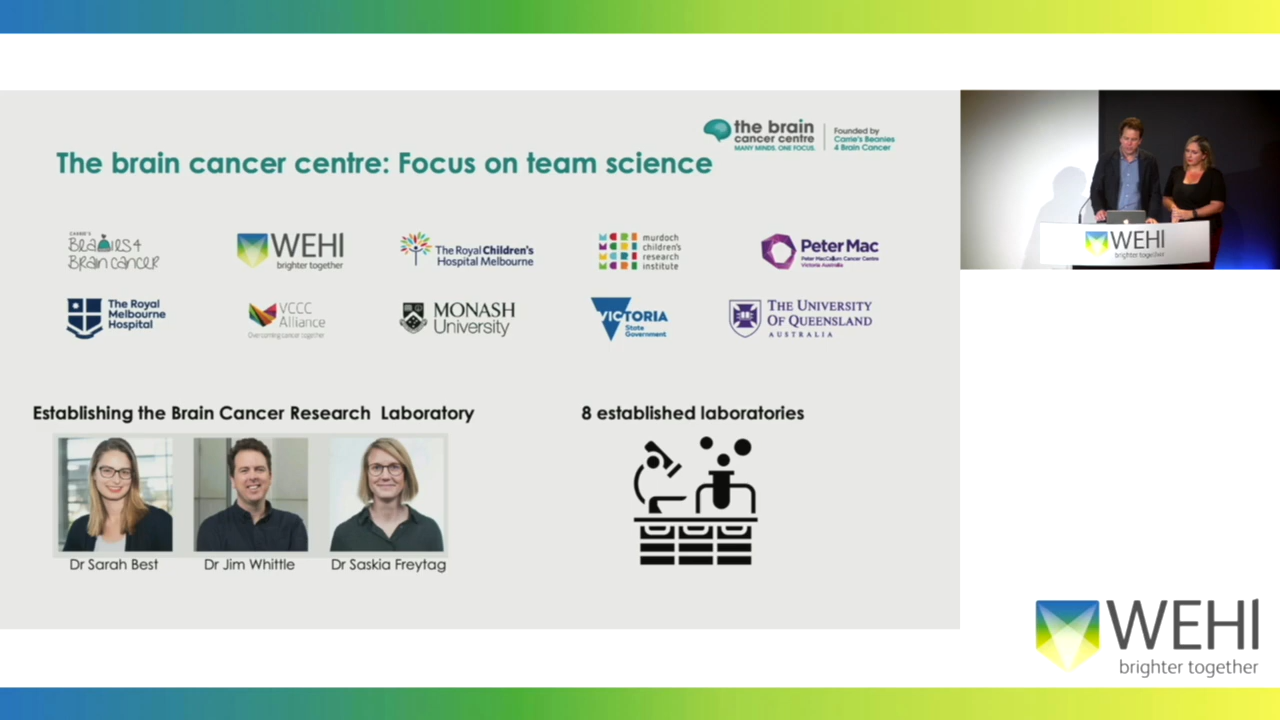 the brain
cancer centre
MANY MINDS. ONE FOCUS.
Founded by
Carrie's Beanies
4 Brain Cancer
The brain cancer centre: Focus on team science
CARRIE'S
BEANIES 4
BRAIN CANCER
WEHI
brighter together
The Royal Children's
Hospital Melbourne
MCRI
murdoch
children's
research
institute
Peter Mac
Peter MacCallum Cancer Centre
Victoria Australia
The Royal
Melbourne
Hospital
VCCC
Alliance
Overcoming cancer together
MONASH
University
VICTORIA
State
Government
THE UNIVERSITY
OF QUEENSLAND
AUSTRALIA
Establishing the Brain Cancer Research Laboratory
8 established laboratories
Dr Sarah Best
Dr Jim Whittle
Dr Saskia Freytag
WEHI
brighter together
WEHI
brighter together